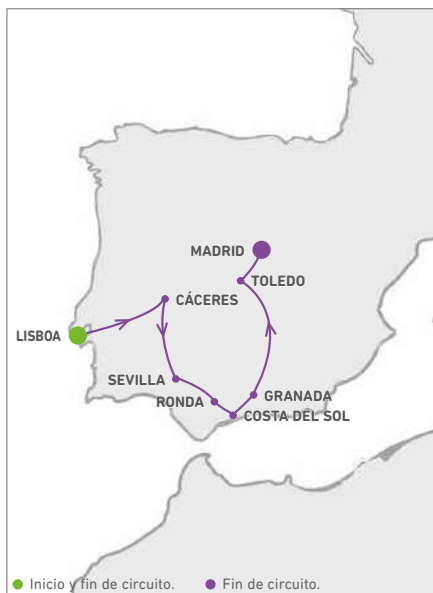 MADRID
TOLEDO
CÁCERES
LISBOA
SEVILLA
RONDA
GRANADA
COSTA DEL SOL
Inicio y fin de circuito.
Fin de circuito.